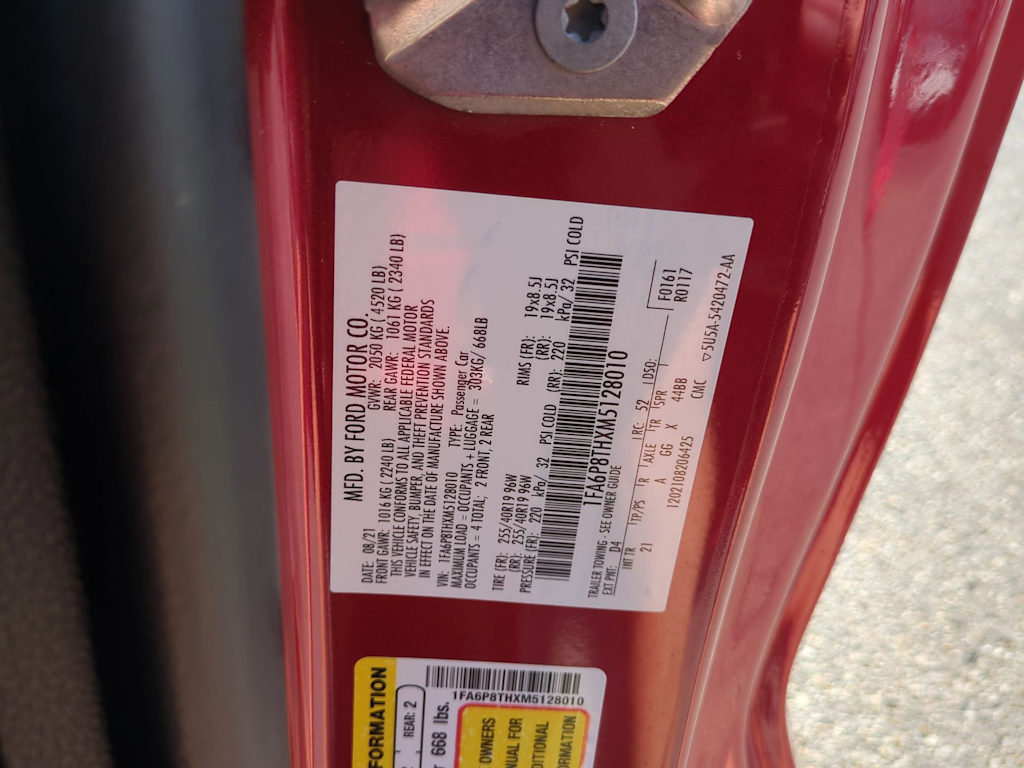 MFD. BY FORD MOTOR CO.
DATE: 08/21 GVWR: 2050 KG ( 4520 LB)
FRONT GAWR: 1016 KG ( 2240 LB) REAR GAWR: 1061 KG ( 2340 LB)
THIS VEHICLE CONFORMS TO ALL APPLICABLE FEDERAL MOTOR
VEHICLE SAFETY, BUMPER, AND THEFT PREVENTION STANDARDS
IN EFFECT ON THE DATE OF MANUFACTURE SHOWN ABOVE.
VIN: 1FA6P8THXM5128010 TYPE: Passenger Car
MAXIMUM LOAD = OCCUPANTS + LUGGAGE = 303KG/ 668LB
OCCUPANTS = 4 TOTAL; 2 FRONT, 2 REAR
TIRE (FR): 255/40R19 96W RIMS (FR): 19x8.5J
(RR): 255/40R19 96W (RR): 19x8.5J
PRESSURE (FR): 220 kPa/ 32 PSI COLD (RR): 220 kPa/ 32 PSI COLD
1FA6P8THXM5128010
TRAILER TOWING - SEE OWNER GUIDE
EXT PNT: D4 RC: 52 DSO:
F0161
R0117
INT TR TP/PS R AXLE TR SPR
21 A GG X 44BB
1202108206425 CMC
▽5U5A-5420472-AA
FORMATION
REAR: 2
668 lbs.
1FA6P8THXM5128010
OWNERS
NUAL FOR
DITIONAL
ORMATION